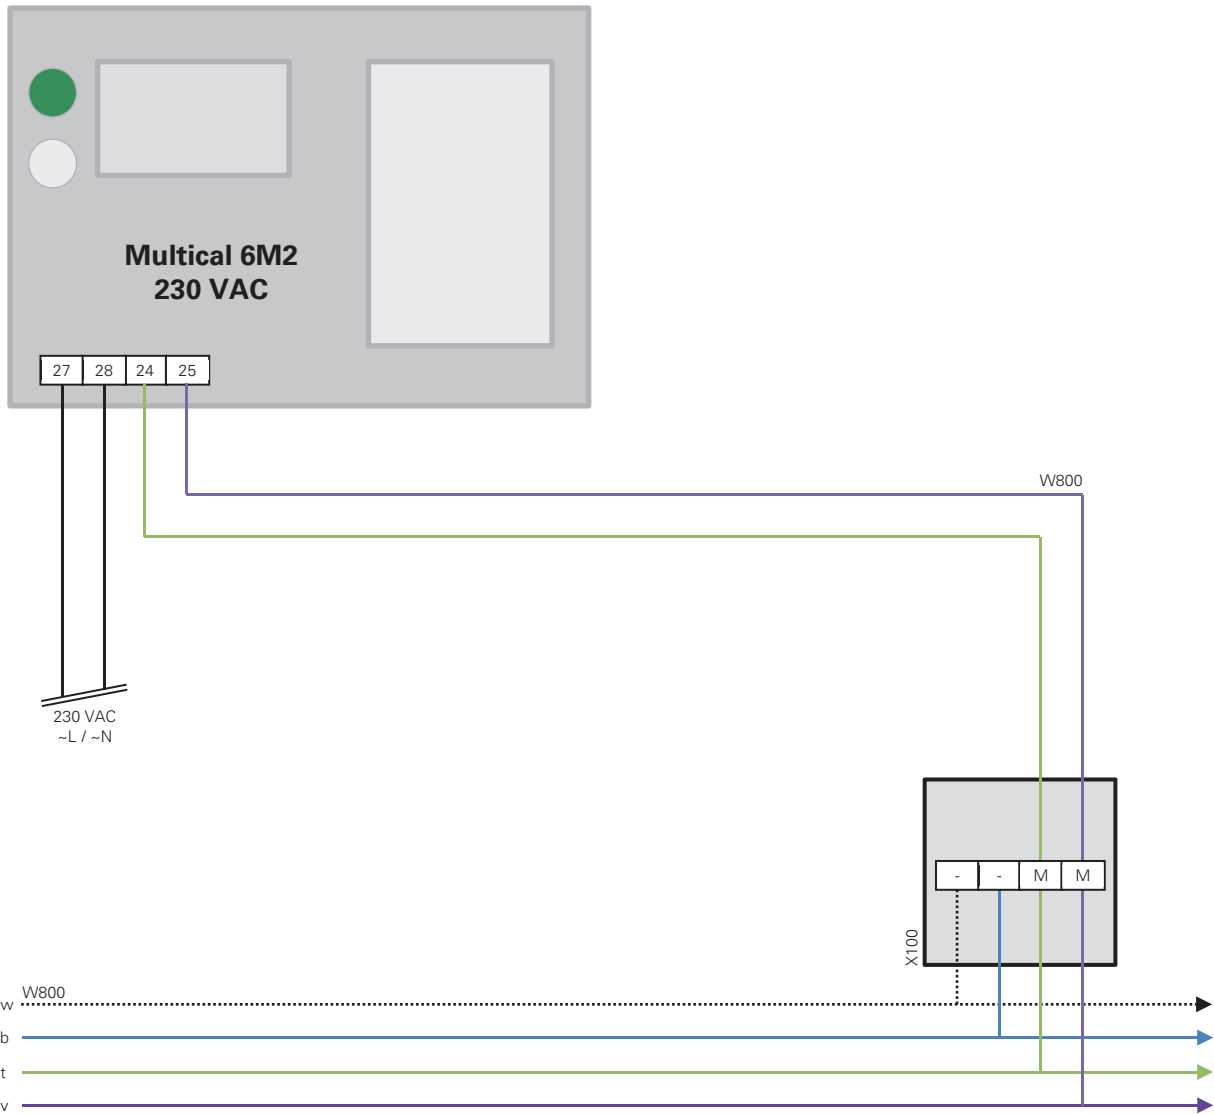 Multical 6M2
230 VAC
27 28 24 25
W800
230 VAC
~L / ~N
- - M M
X100
W800
w
b
t
v